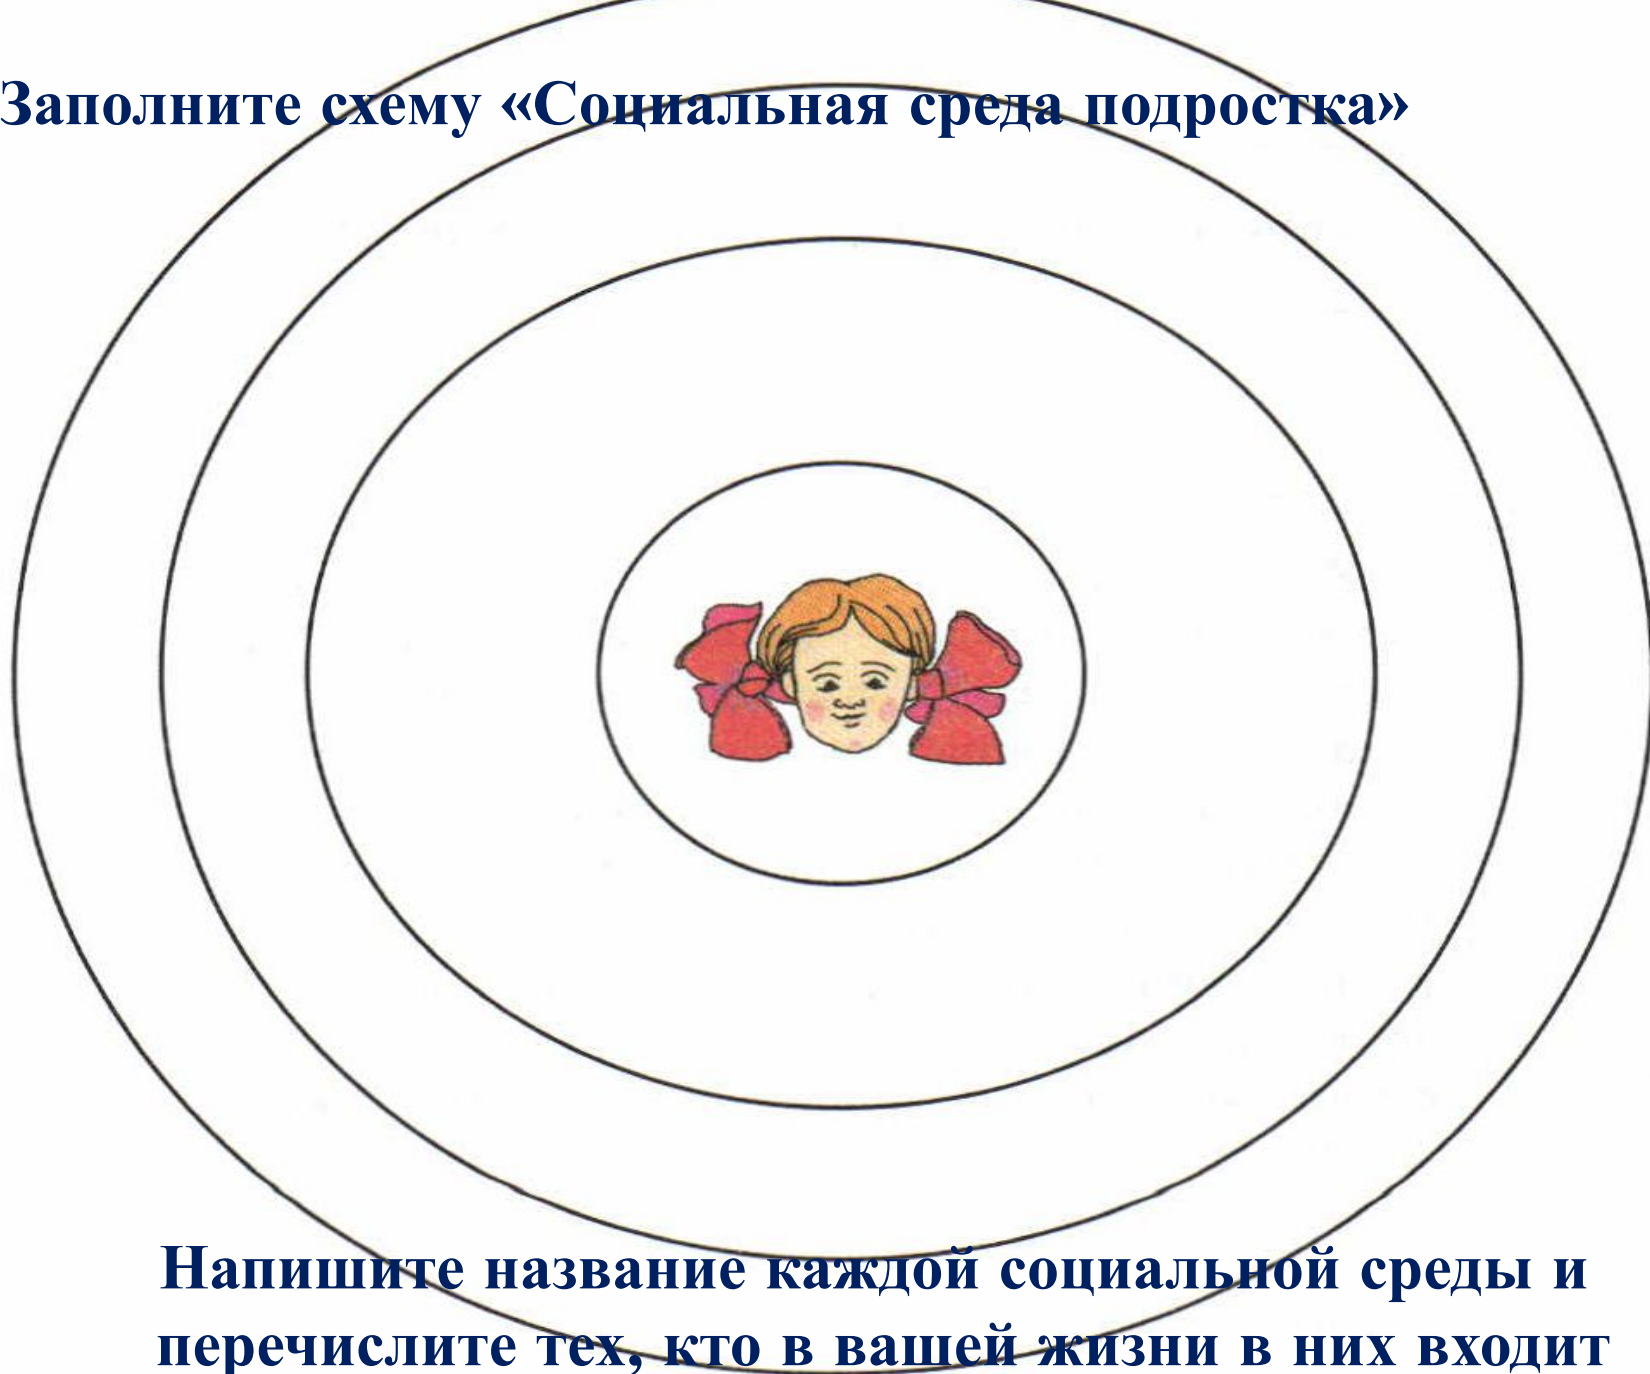 Заполните схему «Социальная среда подростка»
Напишите название каждой социальной среды и
перечислите тех, кто в вашей жизни в них входит